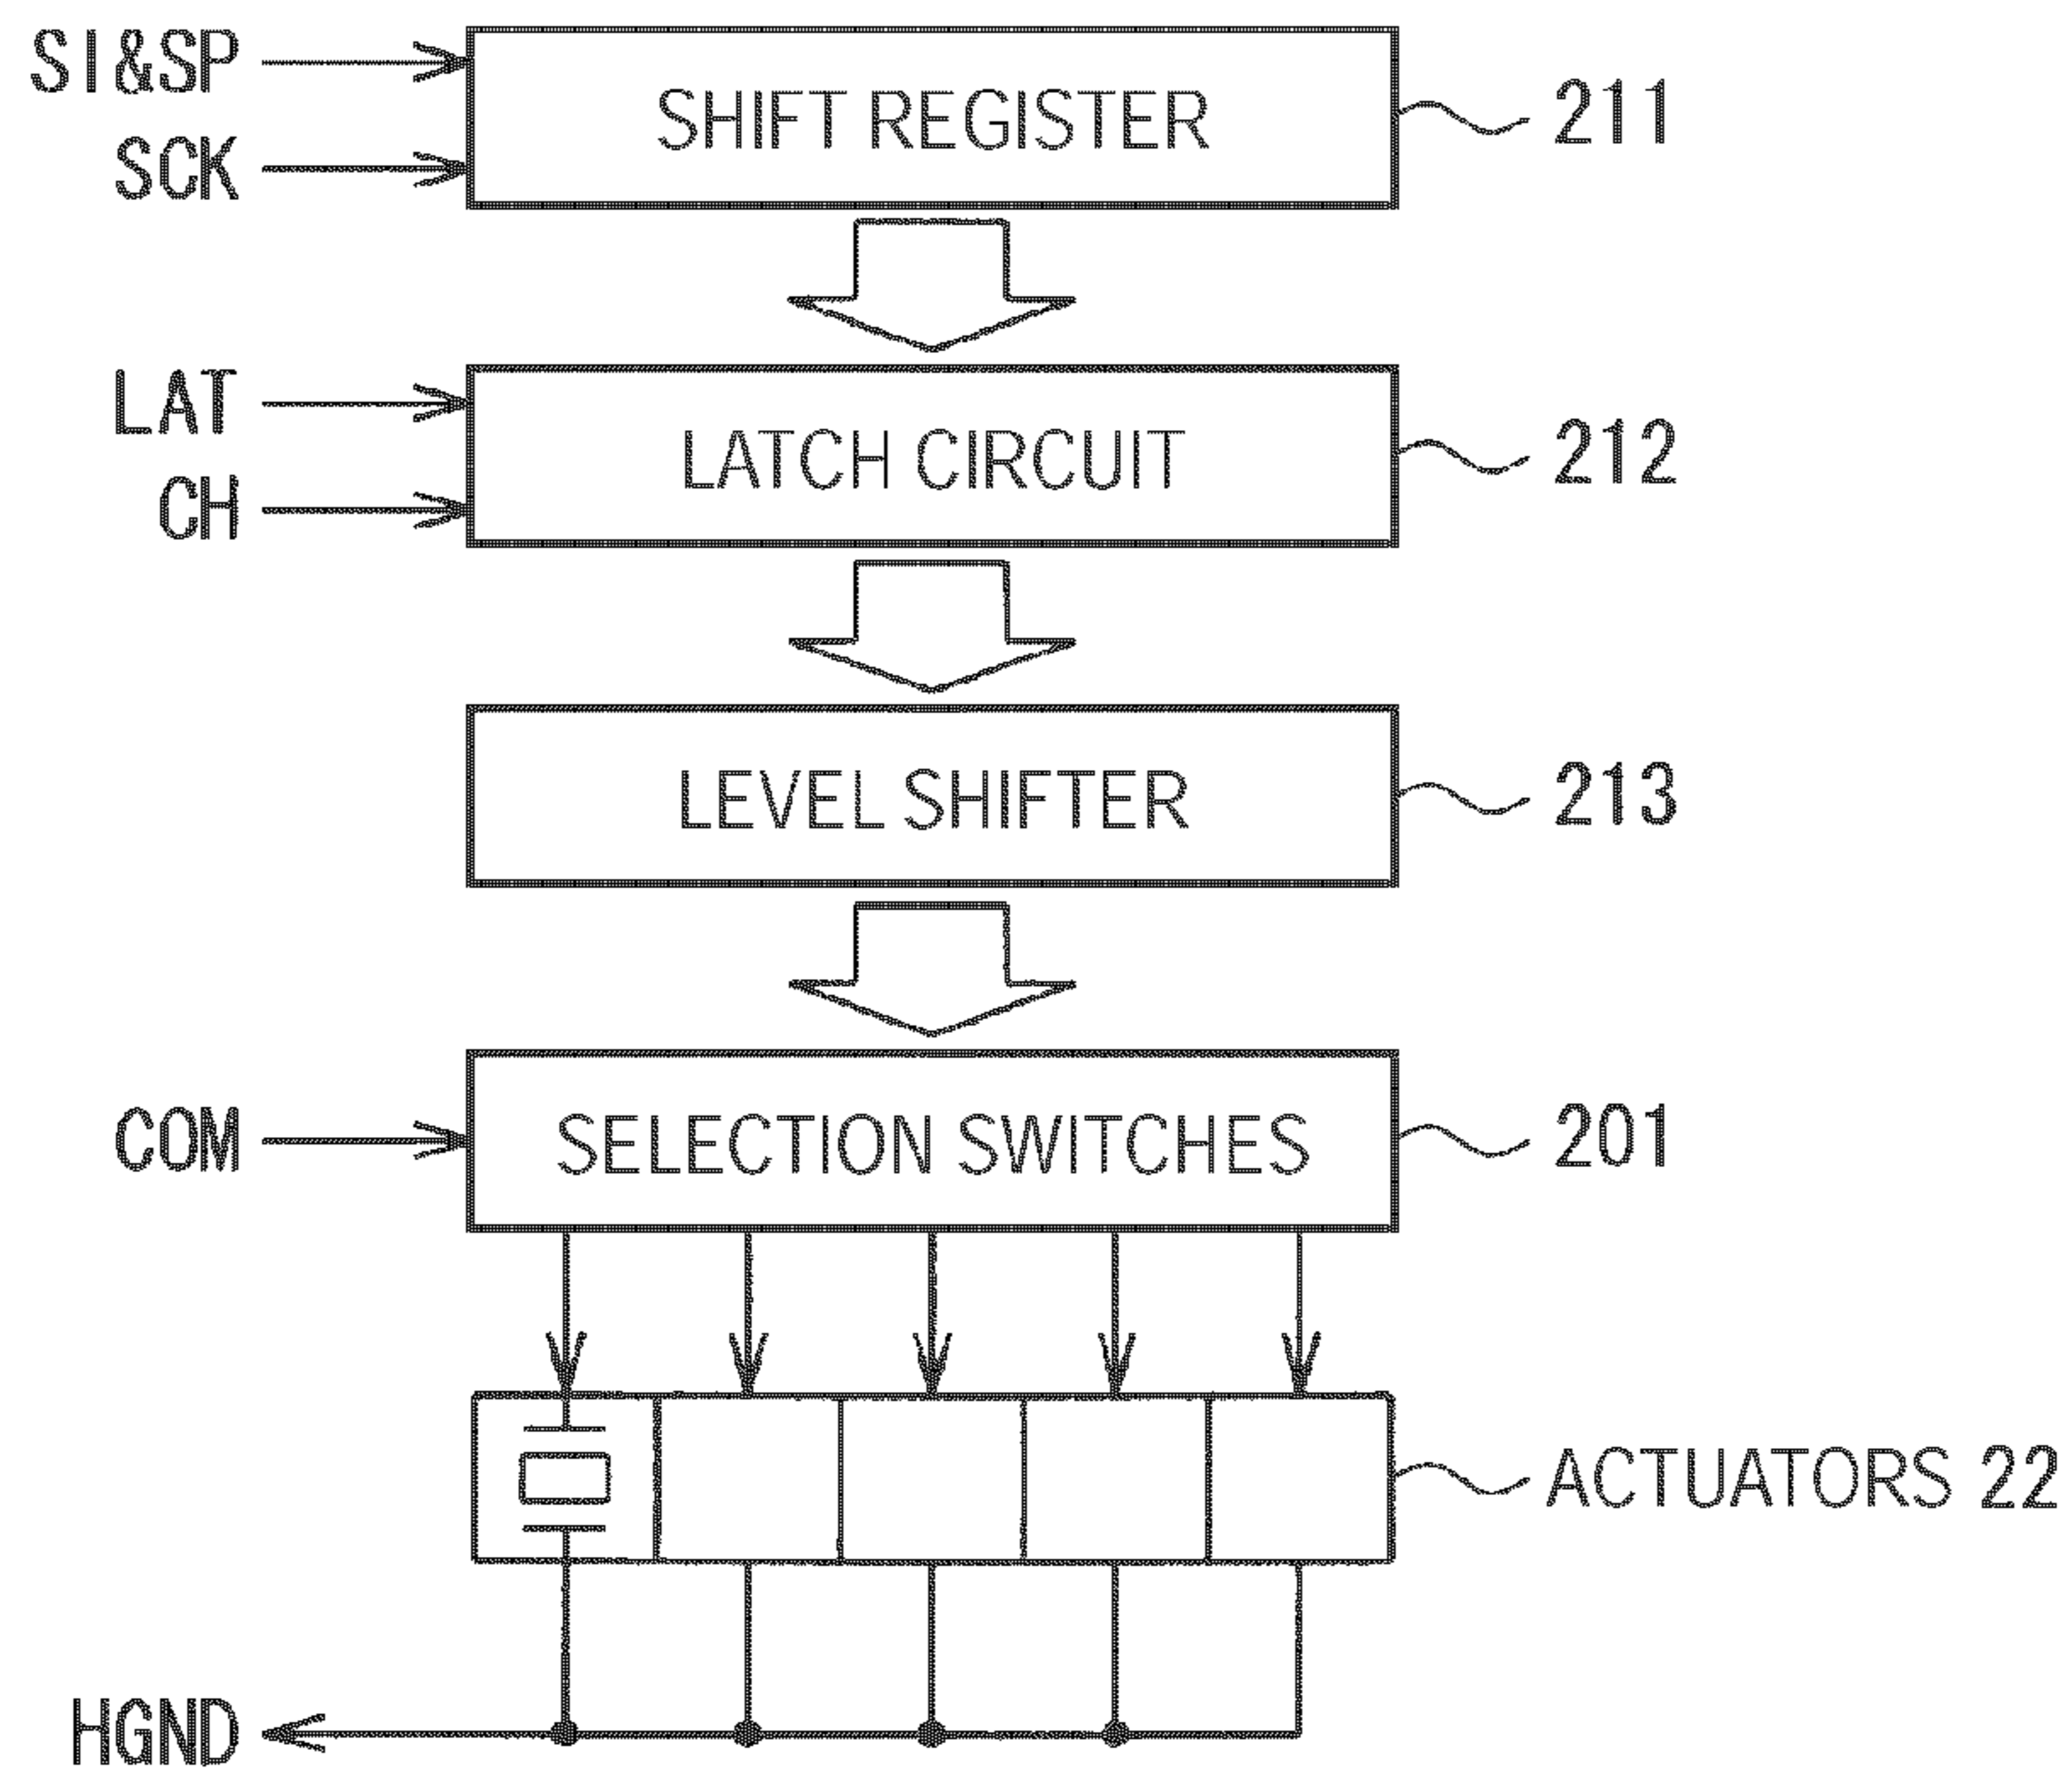 SI&SP
SCK
SHIFT REGISTER
211
LAT
CH
LATCH CIRCUIT
212
LEVEL SHIFTER
213
COM
SELECTION SWITCHES
201
ACTUATORS 22
HGND